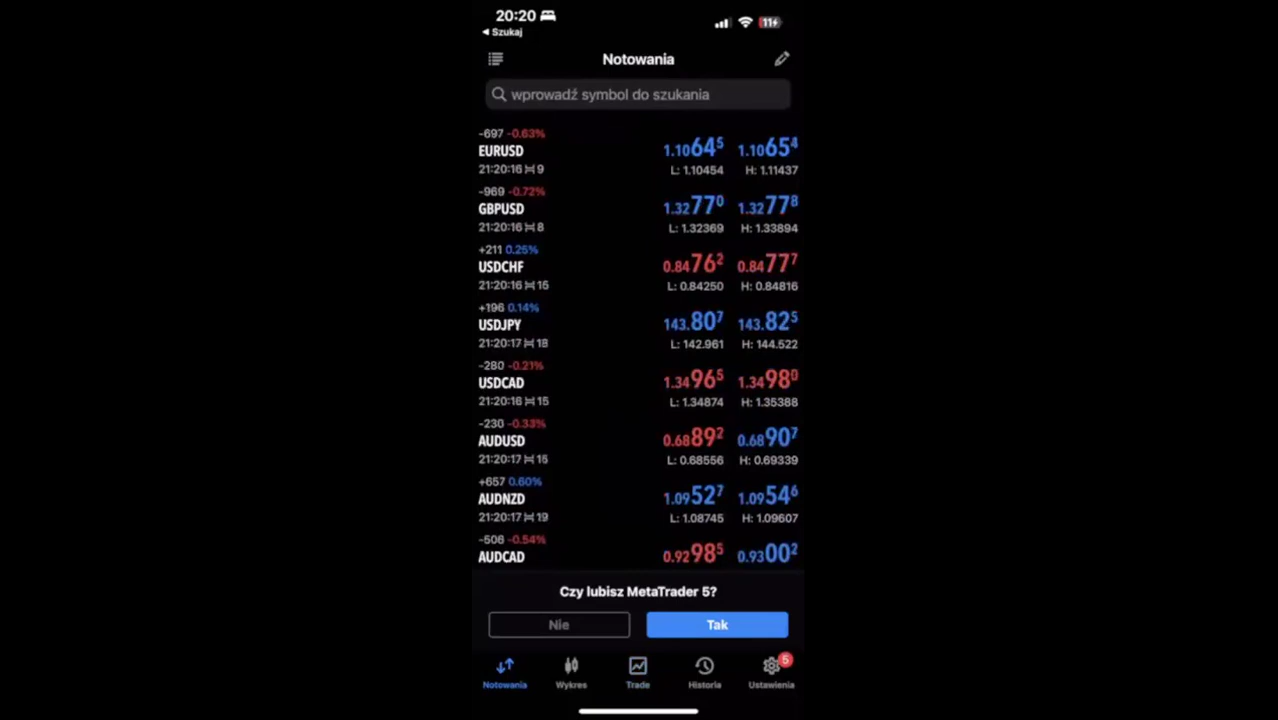 20:20
11
◀ Szukaj
Notowania
wprowadź symbol do szukania
-697 -0.63%
EURUSD 1.10645 1.10654
21:20:16 9 L: 1.10454 H: 1.11437
-969 -0.72%
GBPUSD 1.32770 1.32778
21:20:16 8 L: 1.32369 H: 1.33894
+211 0.25%
USDCHF 0.84762 0.84777
21:20:16 15 L: 0.84250 H: 0.84816
+196 0.14%
USDJPY 143.807 143.825
21:20:17 18 L: 142.961 H: 144.522
-280 -0.21%
USDCAD 1.34965 1.34980
21:20:16 15 L: 1.34874 H: 1.35388
-230 -0.33%
AUDUSD 0.68892 0.68907
21:20:17 15 L: 0.68556 H: 0.69339
+657 0.60%
AUDNZD 1.09527 1.09546
21:20:17 19 L: 1.08745 H: 1.09607
-508 -0.54%
AUDCAD 0.92985 0.93002
Czy lubisz MetaTrader 5?
Nie Tak
5
Notowania Wykres Trade Historia Ustawienia